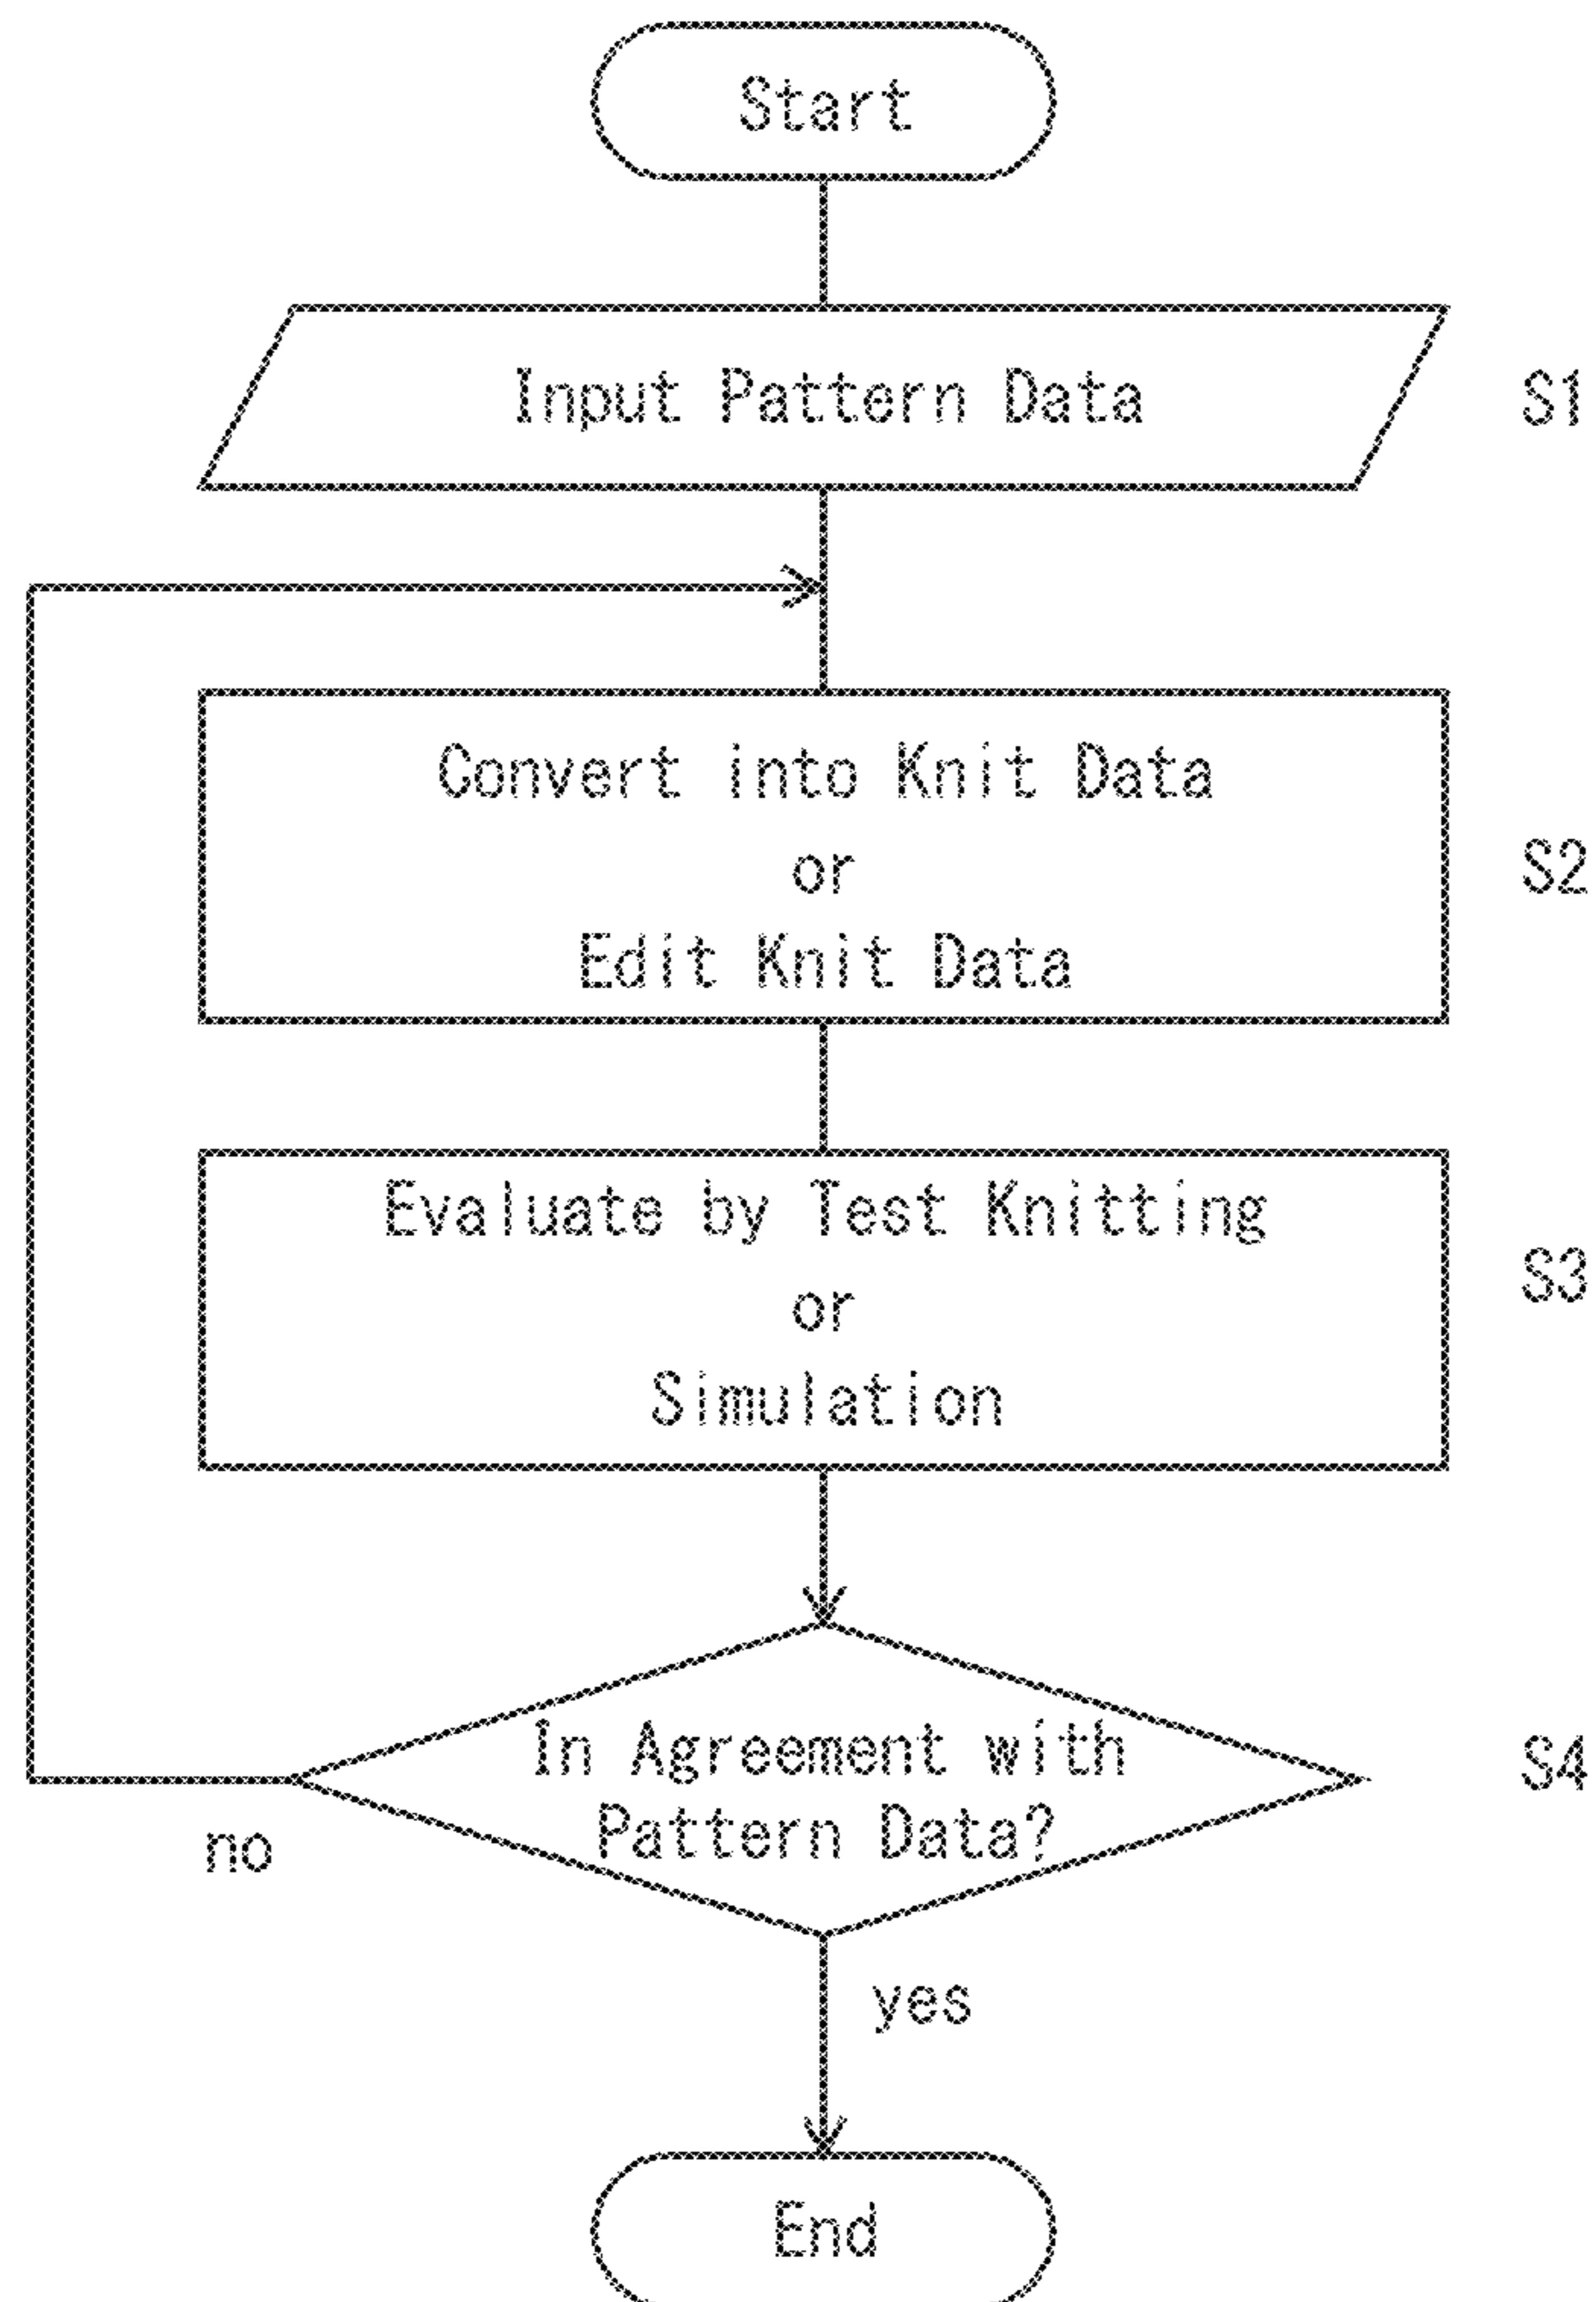 Start
Input Pattern Data
S1
Convert into Knit Data
or
S2
Edit Knit Data
Evaluate by Test Knitting
or
S3
Simulation
In Agreement with
S4
Pattern Data?
no
yes
End